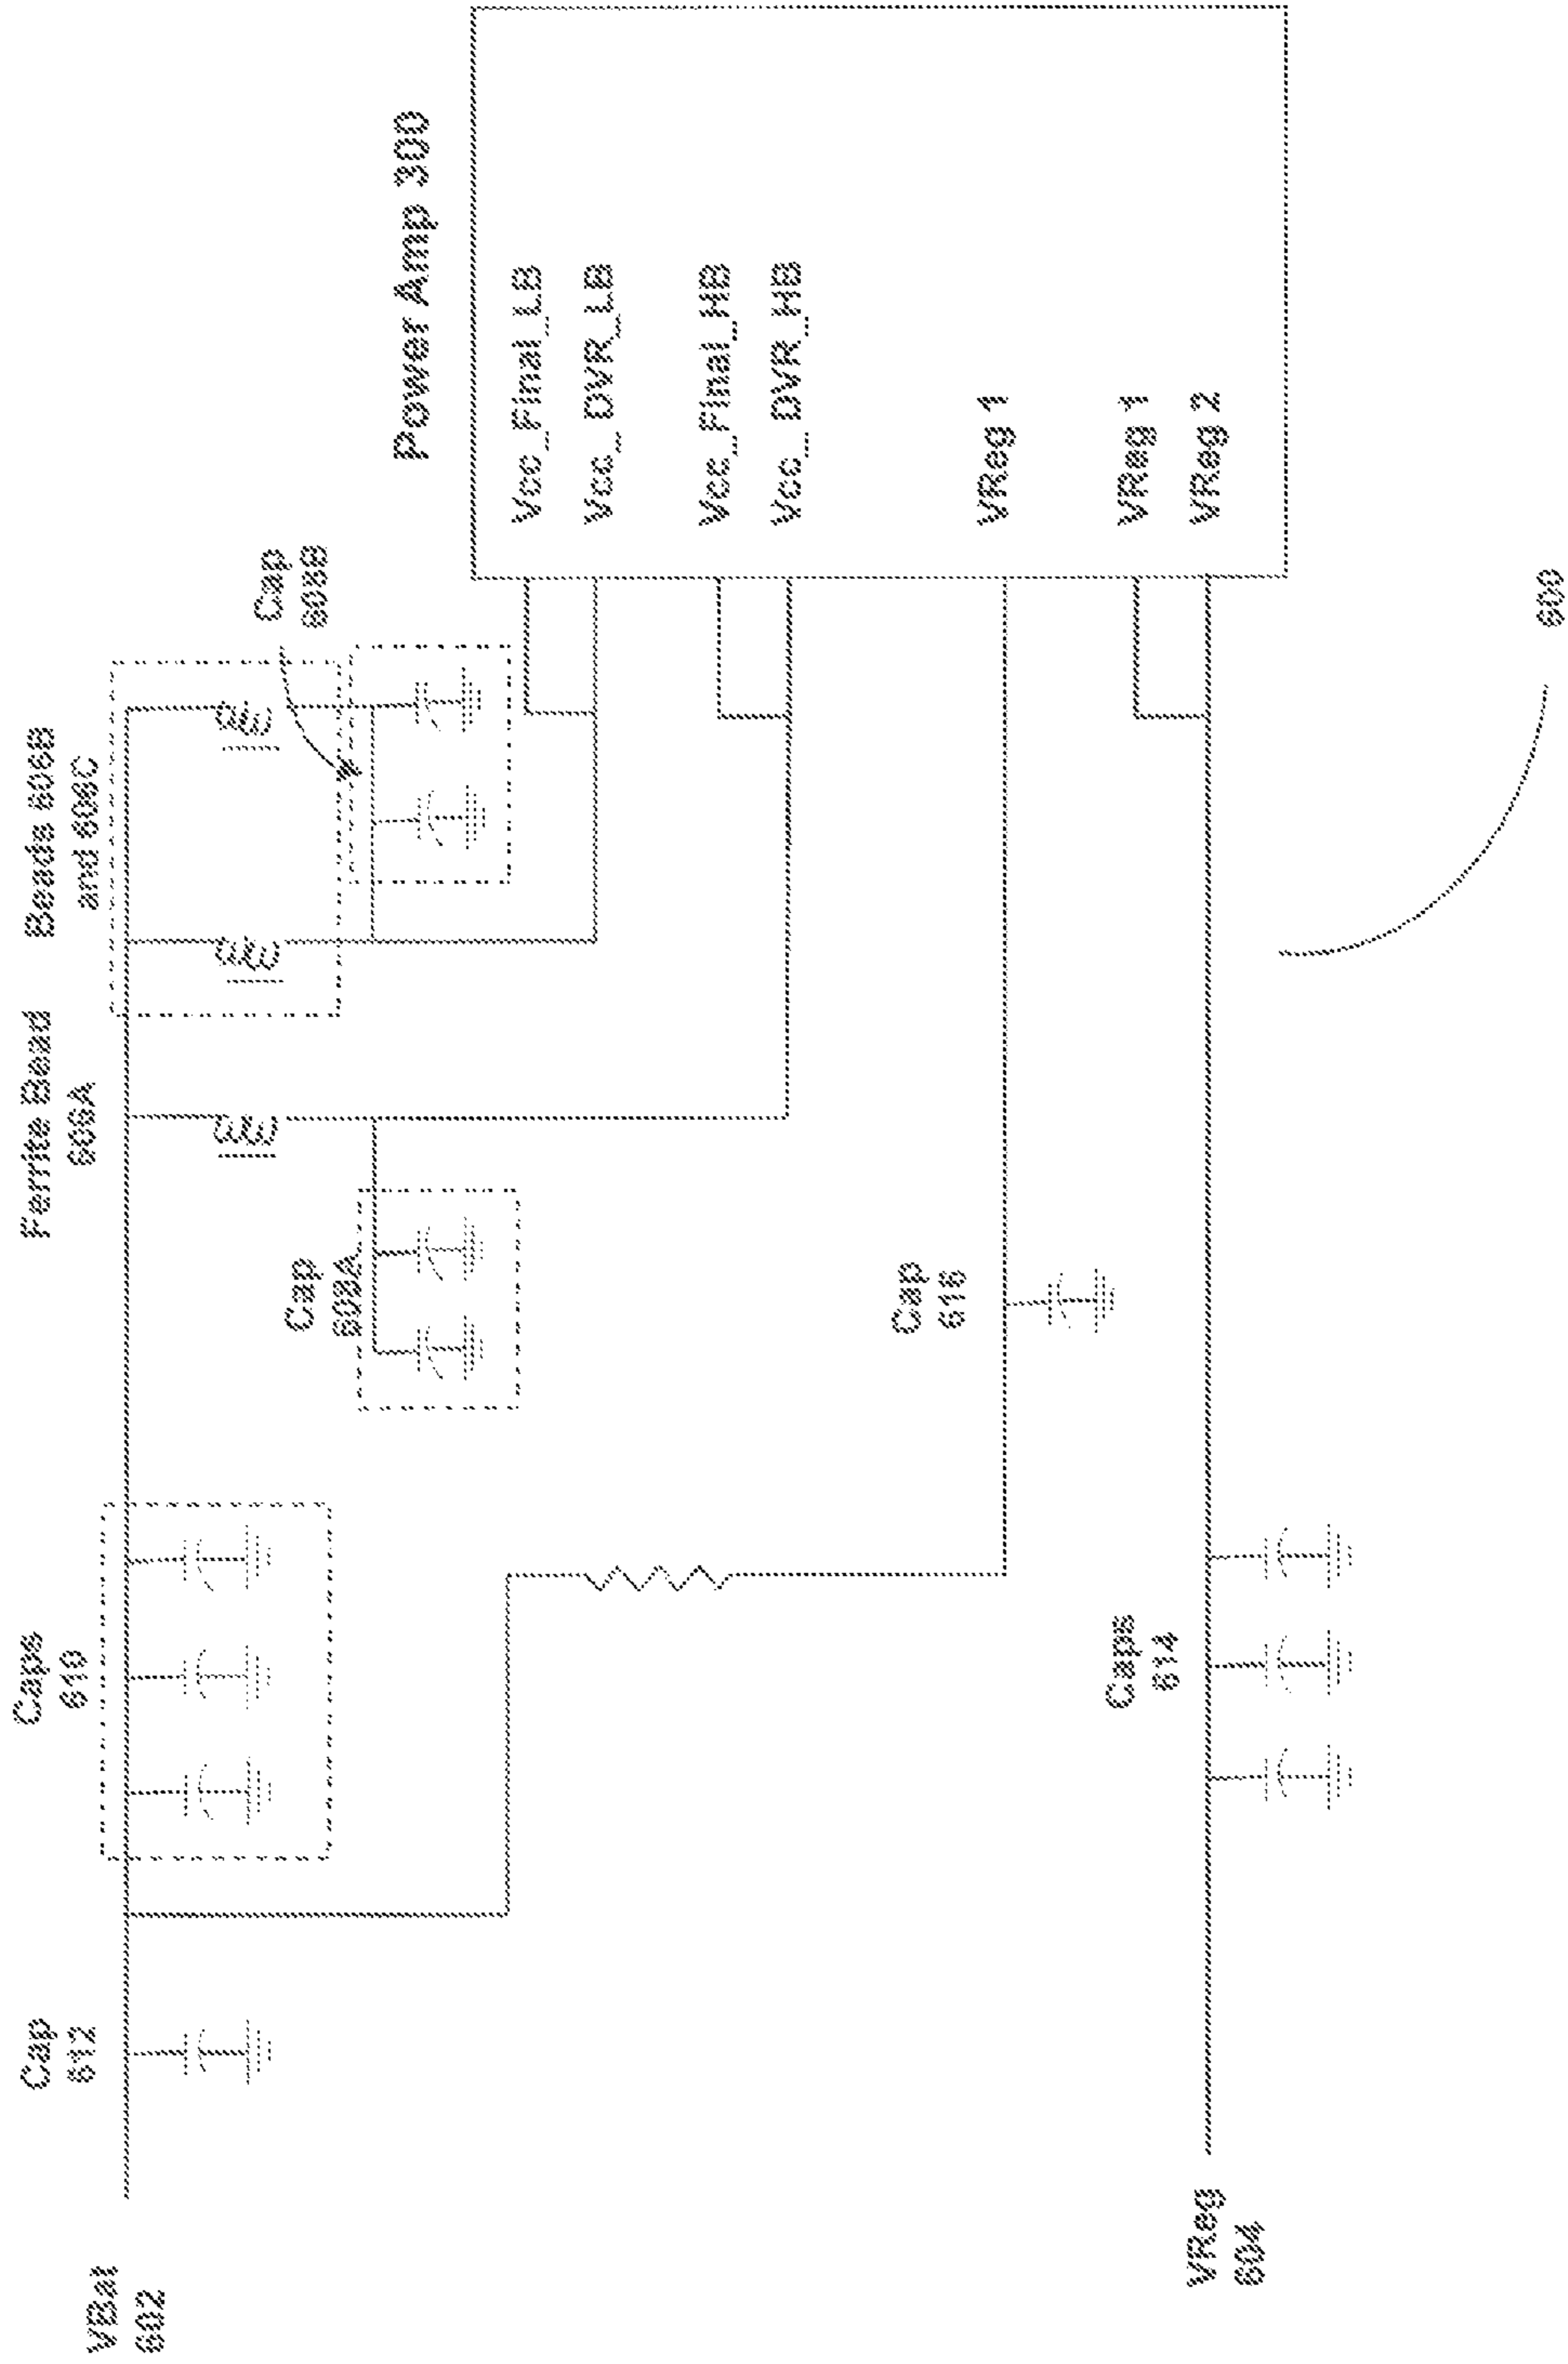 VBat
602
Cap
612
Caps
610
Ferrite Bead
606A
Beads 606B
and 606C
Cap
608B
Cap
608A
Power Amp 300
Vcc_Final_LB
Vcc_DVR_LB
Vcc_Final_HB
Vcc_DVR_HB
VReg 1
VReg 1
VReg 2
Cap
616
Caps
614
VReg
604
600